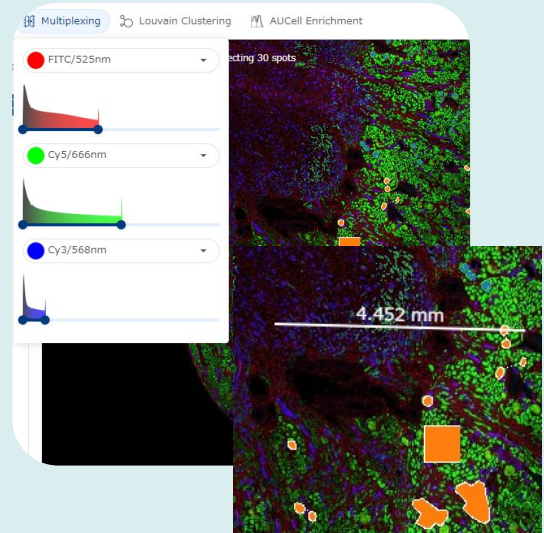 Multiplexing
Louvain Clustering
AUCell Enrichment
FITC/525nm
ecting 30 spots
Cy5/666nm
Cy3/568nm
4.452 mm